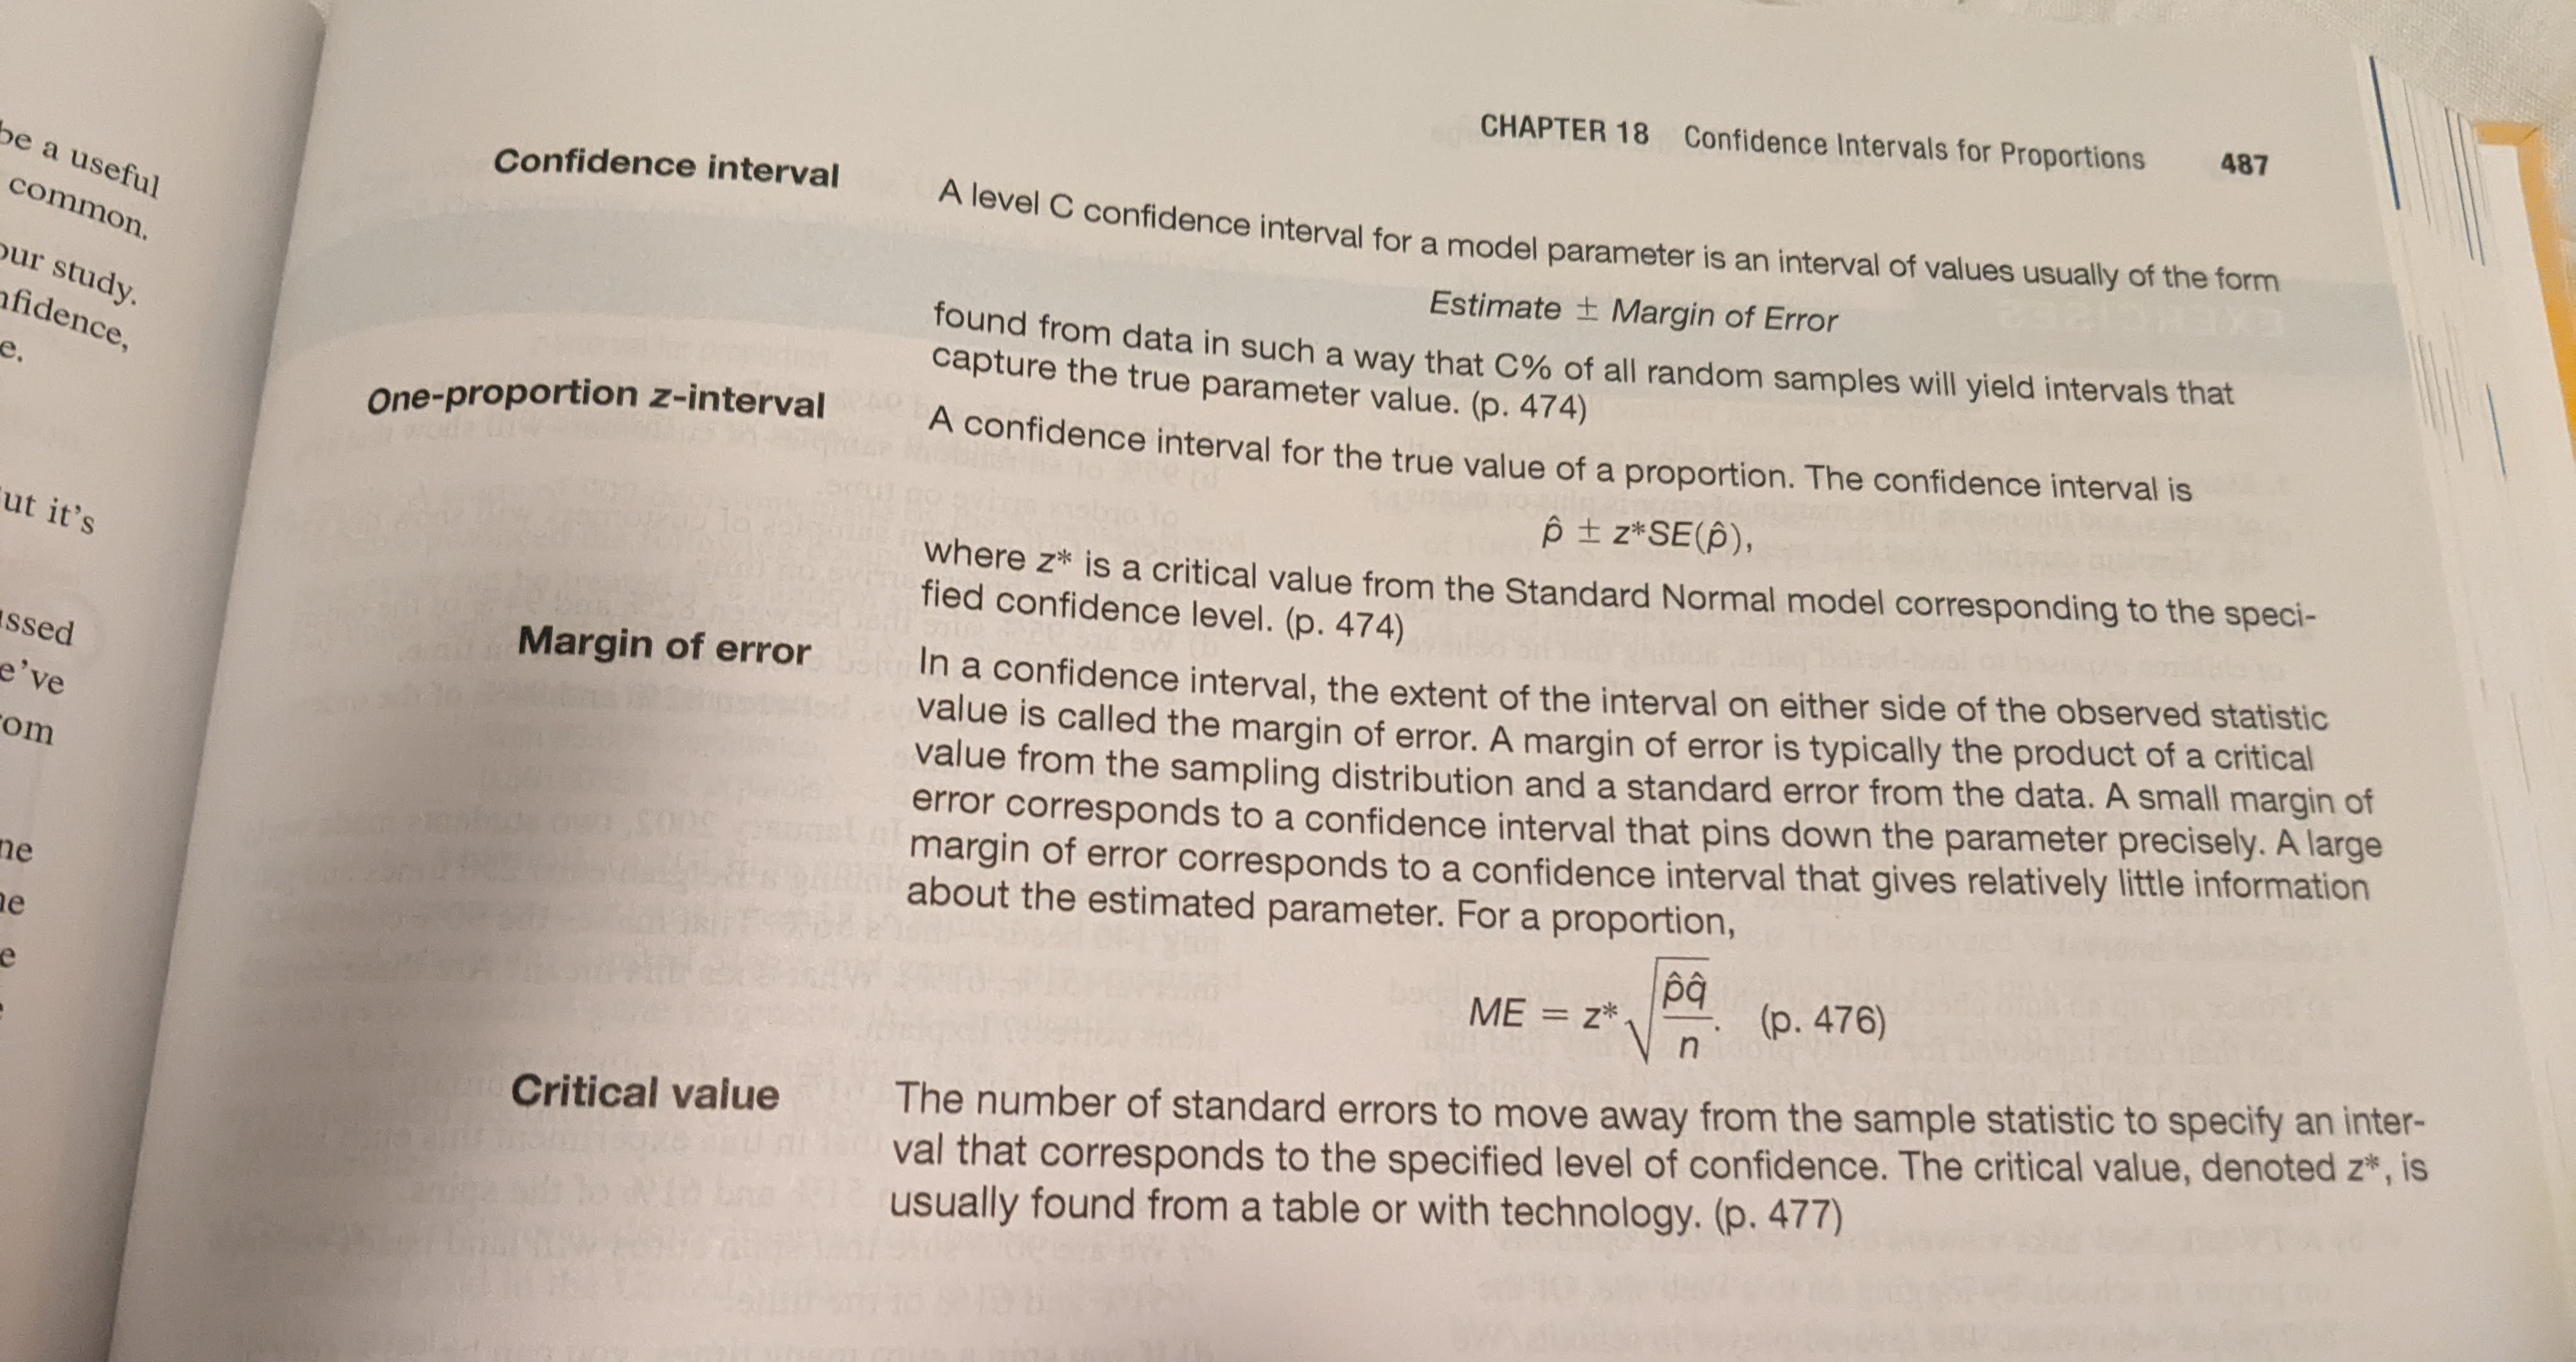 be a useful
common.
our study.
nfidence,
e.
ut it's
ussed
e've
om
ne
ne
e
CHAPTER 18 Confidence Intervals for Proportions 487
Confidence interval
A level C confidence interval for a model parameter is an interval of values usually of the form
Estimate ± Margin of Error
found from data in such a way that C% of all random samples will yield intervals that
capture the true parameter value. (p. 474)
One-proportion z-interval
A confidence interval for the true value of a proportion. The confidence interval is
p̂ ± z*SE(p̂),
where z* is a critical value from the Standard Normal model corresponding to the speci-
fied confidence level. (p. 474)
Margin of error
In a confidence interval, the extent of the interval on either side of the observed statistic
value is called the margin of error. A margin of error is typically the product of a critical
value from the sampling distribution and a standard error from the data. A small margin of
error corresponds to a confidence interval that pins down the parameter precisely. A large
margin of error corresponds to a confidence interval that gives relatively little information
about the estimated parameter. For a proportion,
ME = z*√(p̂q̂/n). (p. 476)
Critical value
The number of standard errors to move away from the sample statistic to specify an inter-
val that corresponds to the specified level of confidence. The critical value, denoted z*, is
usually found from a table or with technology. (p. 477)